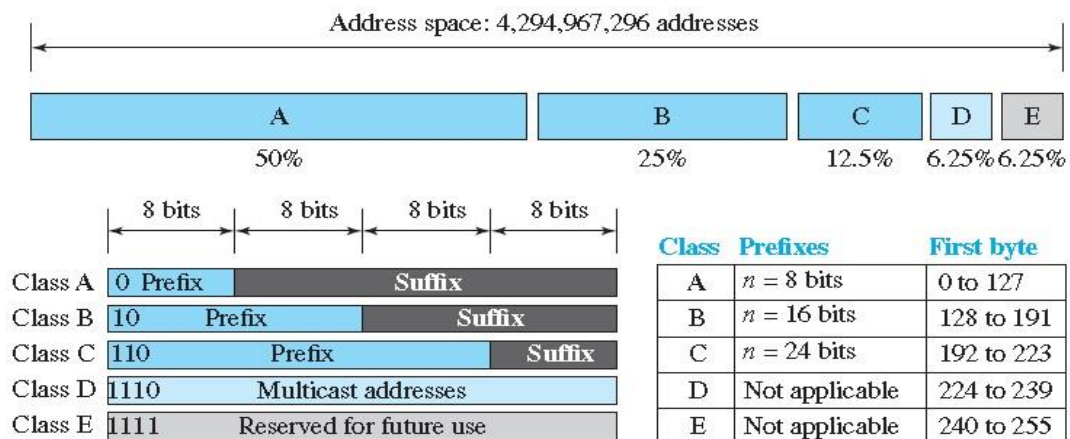 Address space: 4,294,967,296 addresses
A B C D E
50% 25% 12.5% 6.25% 6.25%
8 bits 8 bits 8 bits 8 bits
Class A 0 Prefix Suffix
Class B 10 Prefix Suffix
Class C 110 Prefix Suffix
Class D 1110 Multicast addresses
Class E 1111 Reserved for future use
Class Prefixes First byte
A n = 8 bits 0 to 127
B n = 16 bits 128 to 191
C n = 24 bits 192 to 223
D Not applicable 224 to 239
E Not applicable 240 to 255